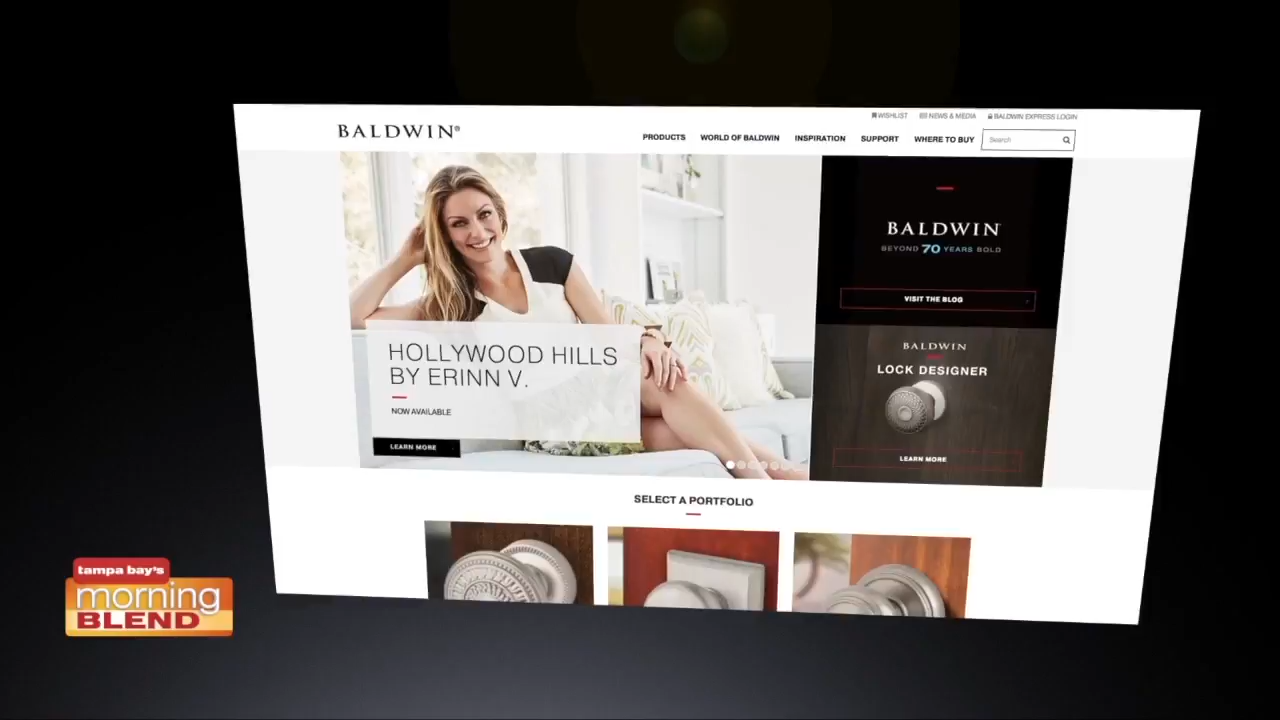 BALDWIN®
WISHLIST NEWS & MEDIA BALDWIN EXPRESS LOGIN
PRODUCTS WORLD OF BALDWIN INSPIRATION SUPPORT WHERE TO BUY Search
HOLLYWOOD HILLS
BY ERINN V.
NOW AVAILABLE
LEARN MORE
BALDWIN
BEYOND 70 YEARS BOLD
VISIT THE BLOG
BALDWIN
LOCK DESIGNER
LEARN MORE
SELECT A PORTFOLIO
tampa bay's
morning
BLEND